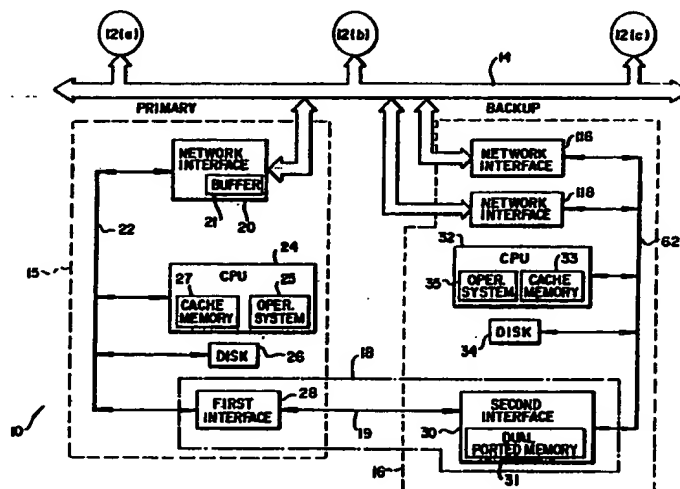 12(a)
12(b)
12(c)
14
PRIMARY
BACKUP
NETWORK INTERFACE
BUFFER
21
20
22
15
24
CPU
27
25
CACHE MEMORY
OPER. SYSTEM
DISK
26
FIRST INTERFACE
28
18
19
10
NETWORK INTERFACE
116
NETWORK INTERFACE
118
62
32
CPU
33
35
OPER. SYSTEM
CACHE MEMORY
DISK
34
SECOND INTERFACE
30
DUAL PORTED MEMORY
31
16